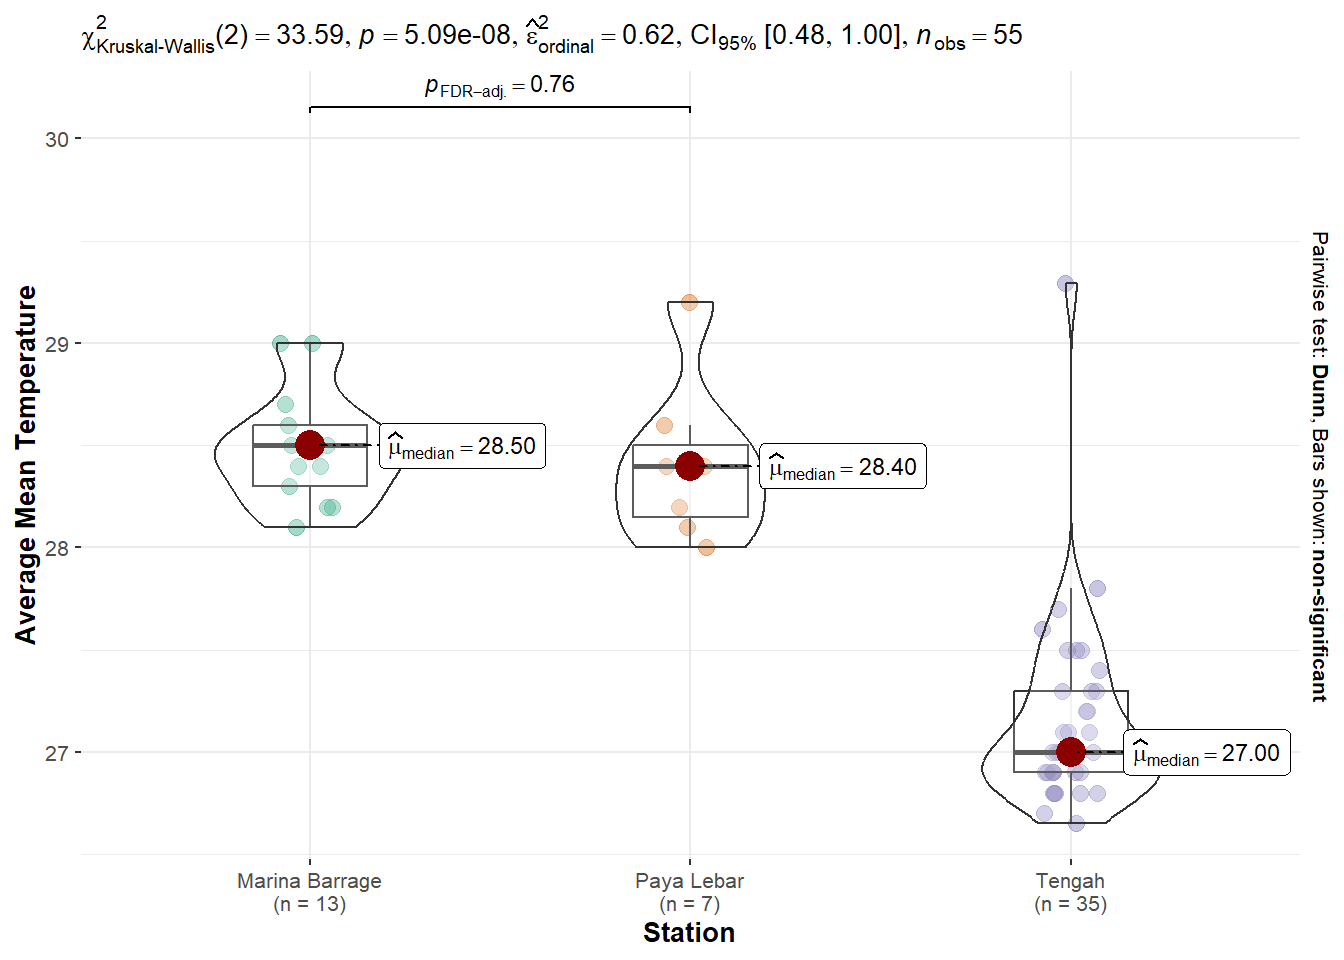 χ²Kruskal-Wallis(2) = 33.59, p = 5.09e-08, ε̂²ordinal = 0.62, CI95% [0.48, 1.00], nobs = 55
pFDR–adj. = 0.76
30
29
28
27
Average Mean Temperature
μ̂median = 28.50
μ̂median = 28.40
μ̂median = 27.00
Pairwise test: Dunn, Bars shown: non-significant
Marina Barrage
(n = 13)
Paya Lebar
(n = 7)
Tengah
(n = 35)
Station